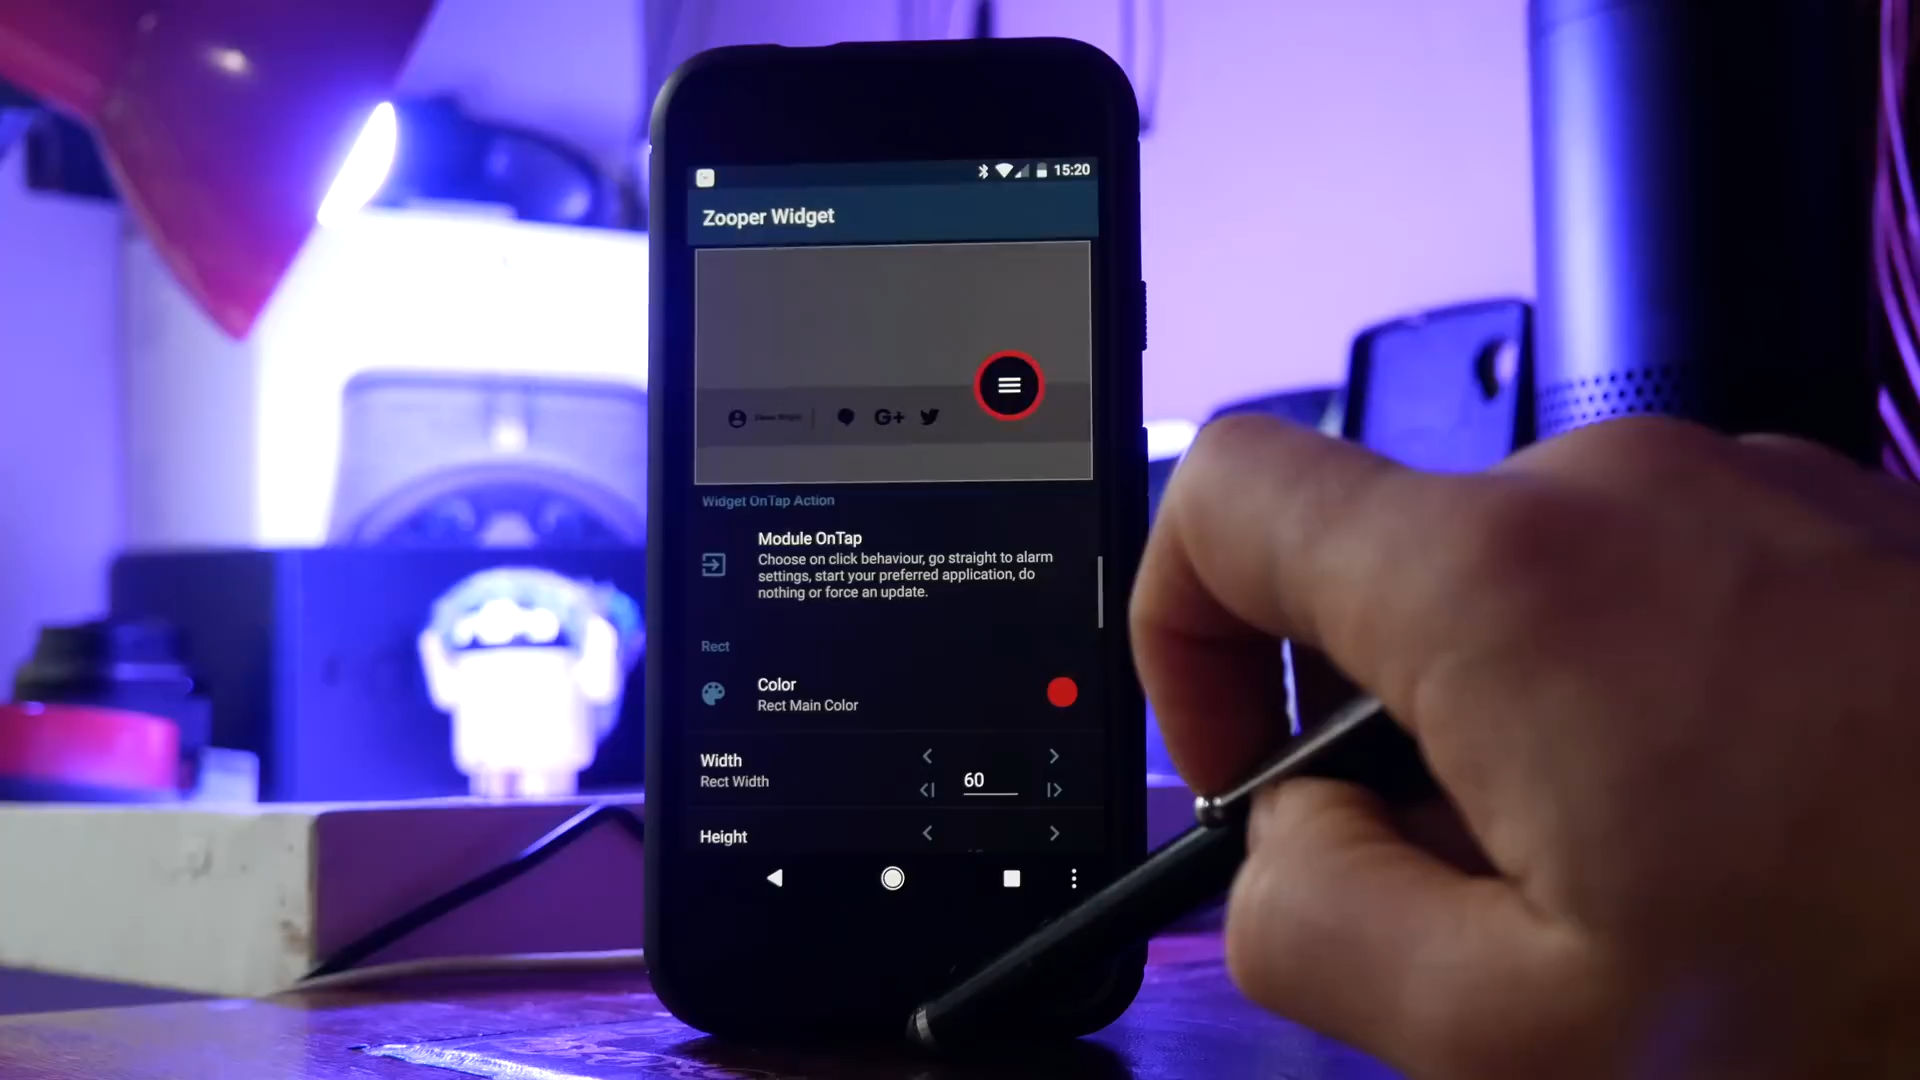 15:20
Zooper Widget
G+
Widget OnTap Action
Module OnTap
Choose on click behaviour, go straight to alarm
settings, start your preferred application, do
nothing or force an update.
Rect
Color
Rect Main Color
Width
Rect Width
60
Height